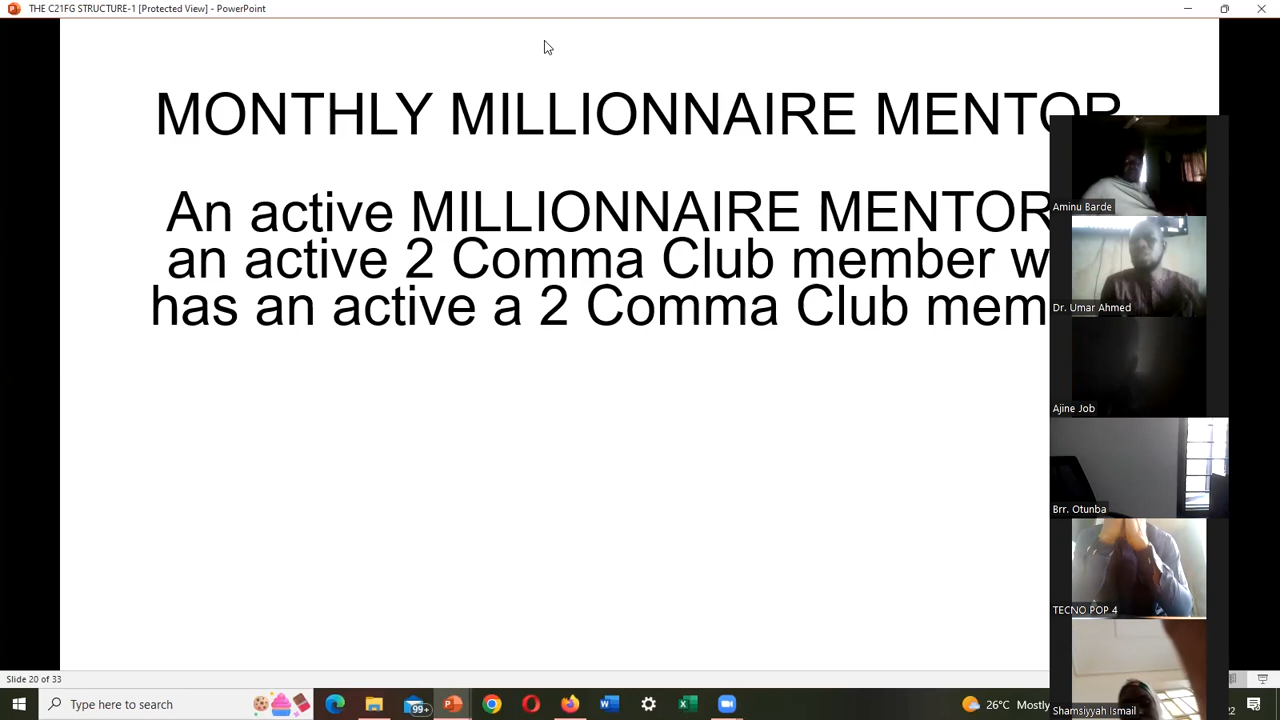 THE C21FG STRUCTURE-1 [Protected View] - PowerPoint
MONTHLY MILLIONNAIRE MENTOR
An active MILLIONNAIRE MENTOR
an active 2 Comma Club member w
has an active a 2 Comma Club mem
Aminu Barde
Dr. Umar Ahmed
Ajine Job
Brr. Otunba
TECNO POP 4
Shamsiyyah Ismail
Slide 20 of 33
Type here to search
99+
26°C Mostly